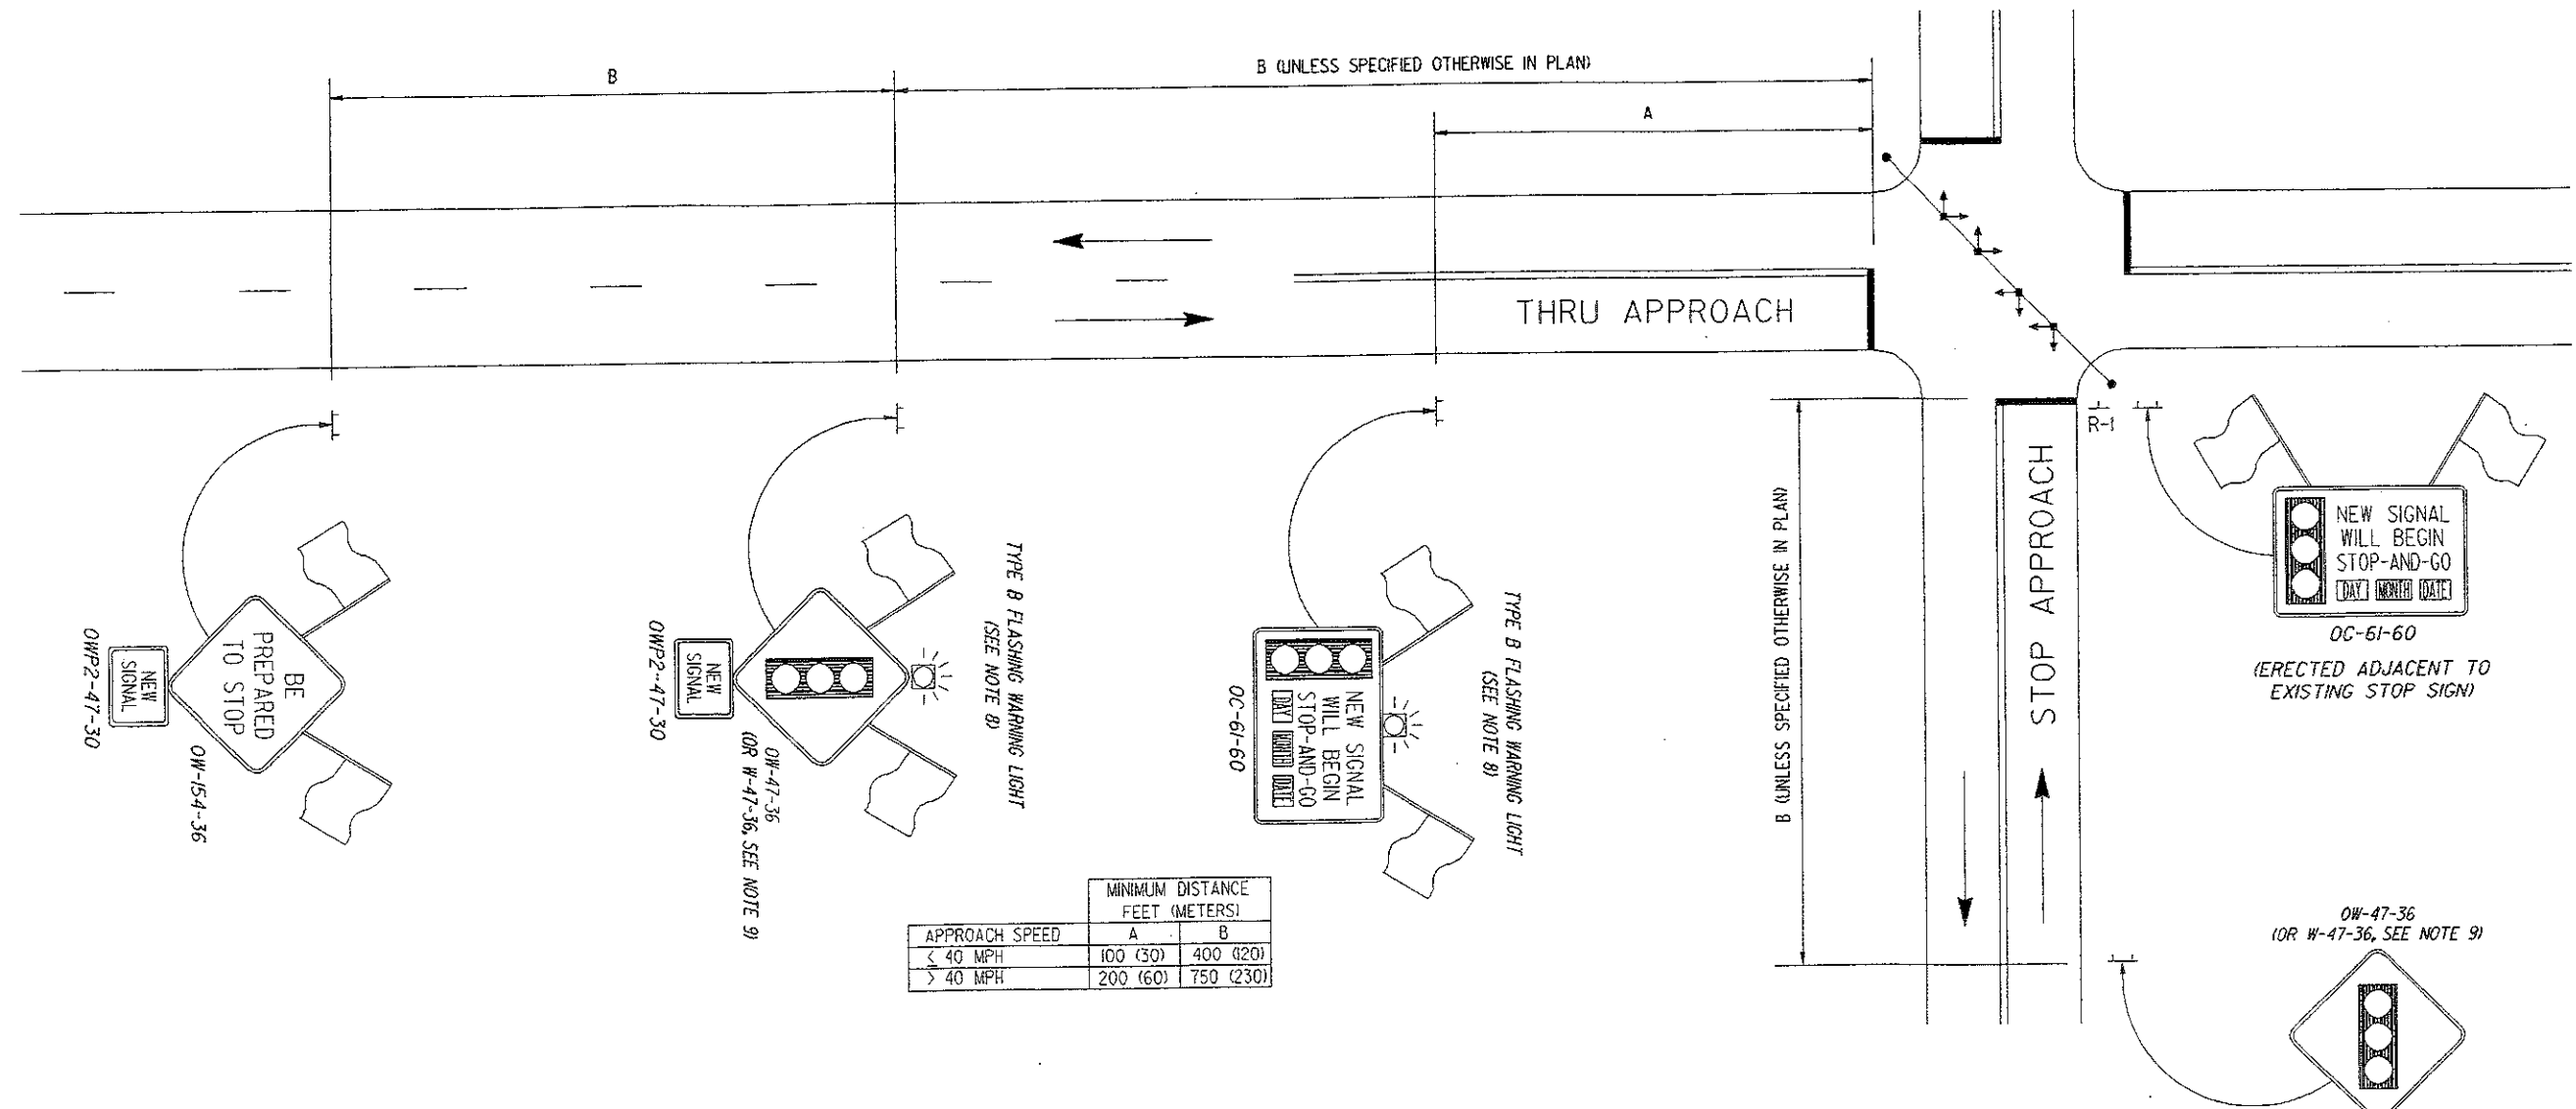 B
B (UNLESS SPECIFIED OTHERWISE IN PLAN)
A
THRU APPROACH
R-1
STOP APPROACH
B (UNLESS SPECIFIED OTHERWISE IN PLAN)
NEW SIGNAL
WILL BEGIN
STOP-AND-GO
DAY MONTH DATE
OC-61-60
(ERECTED ADJACENT TO
EXISTING STOP SIGN)
BE
PREPARED
TO STOP
NEW
SIGNAL
OW-154-36
OWP2-47-30
TYPE B FLASHING WARNING LIGHT
(SEE NOTE 8)
NEW
SIGNAL
OWP2-47-30
OW-47-36
(OR W-47-36, SEE NOTE 9)
TYPE B FLASHING WARNING LIGHT
(SEE NOTE 8)
NEW SIGNAL
WILL BEGIN
STOP-AND-GO
DAY MONTH DATE
OC-61-60
MINIMUM DISTANCE
FEET (METERS)
APPROACH SPEED A B
≤ 40 MPH 100 (30) 400 (120)
> 40 MPH 200 (60) 750 (230)
OW-47-36
(OR W-47-36, SEE NOTE 9)